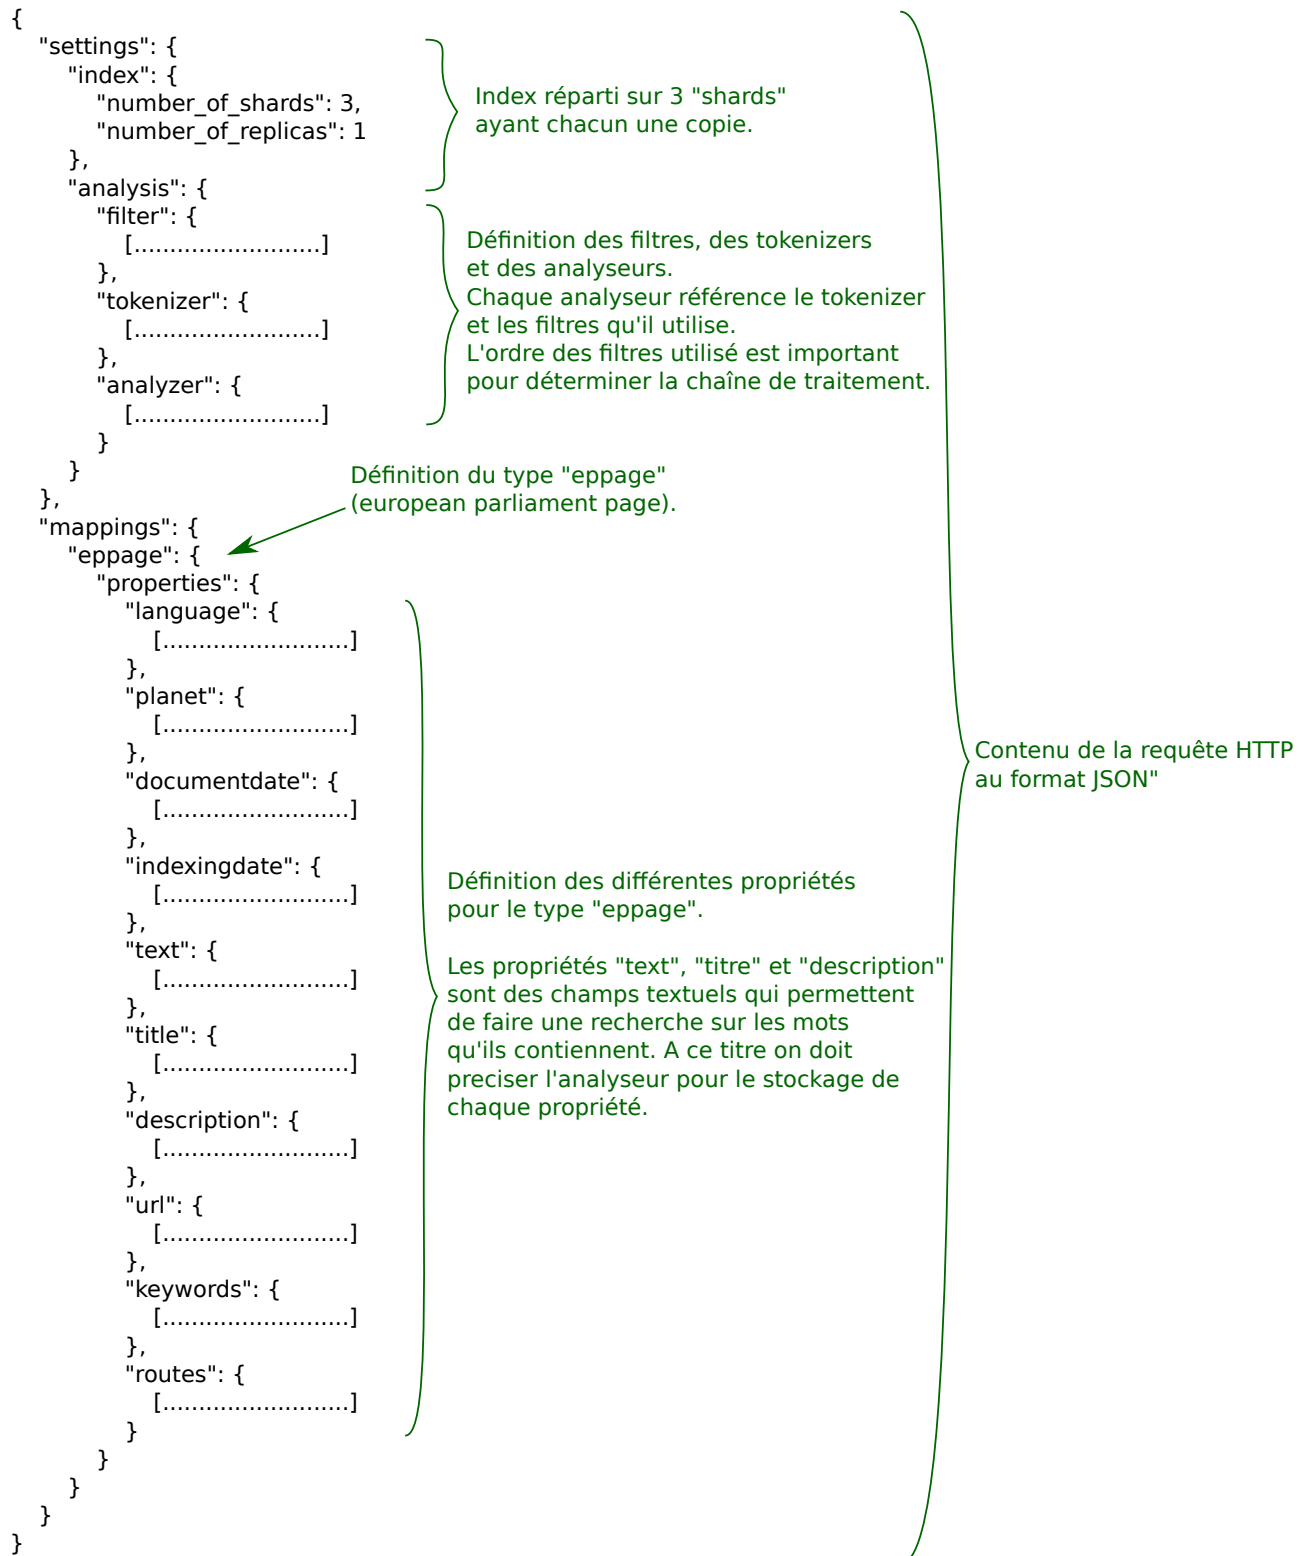 {
"settings": {
"index": {
"number_of_shards": 3,
"number_of_replicas": 1
},
"analysis": {
"filter": {
[..........................]
},
"tokenizer": {
[..........................]
},
"analyzer": {
[..........................]
}
}
},
"mappings": {
"eppage": {
"properties": {
"language": {
[..........................]
},
"planet": {
[..........................]
},
"documentdate": {
[..........................]
},
"indexingdate": {
[..........................]
},
"text": {
[..........................]
},
"title": {
[..........................]
},
"description": {
[..........................]
},
"url": {
[..........................]
},
"keywords": {
[..........................]
},
"routes": {
[..........................]
}
}
}
}
}
Index réparti sur 3 "shards"
ayant chacun une copie.
Définition des filtres, des tokenizers
et des analyseurs.
Chaque analyseur référence le tokenizer
et les filtres qu'il utilise.
L'ordre des filtres utilisé est important
pour déterminer la chaîne de traitement.
Définition du type "eppage"
(european parliament page).
Définition des différentes propriétés
pour le type "eppage".
Les propriétés "text", "titre" et "description"
sont des champs textuels qui permettent
de faire une recherche sur les mots
qu'ils contiennent. A ce titre on doit
preciser l'analyseur pour le stockage de
chaque propriété.
Contenu de la requête HTTP
au format JSON"